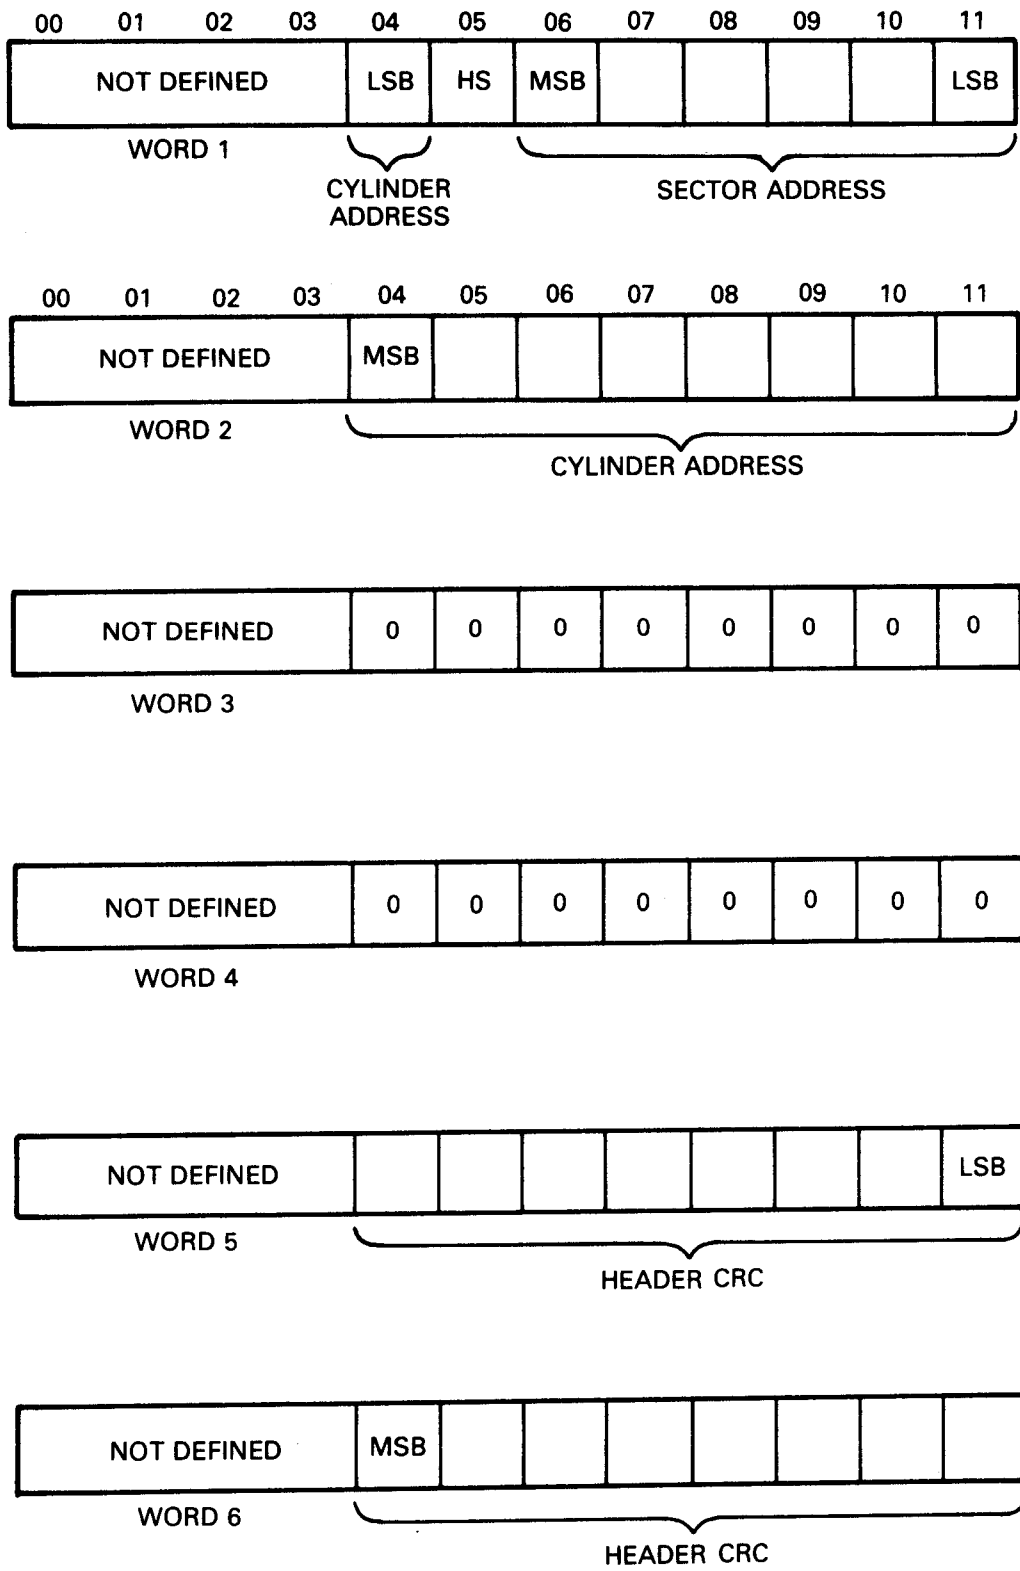 00 01 02 03 04 05 06 07 08 09 10 11
NOT DEFINED LSB HS MSB LSB
WORD 1
CYLINDER ADDRESS
SECTOR ADDRESS
00 01 02 03 04 05 06 07 08 09 10 11
NOT DEFINED MSB
WORD 2
CYLINDER ADDRESS
NOT DEFINED 0 0 0 0 0 0 0 0
WORD 3
NOT DEFINED 0 0 0 0 0 0 0 0
WORD 4
NOT DEFINED LSB
WORD 5
HEADER CRC
NOT DEFINED MSB
WORD 6
HEADER CRC